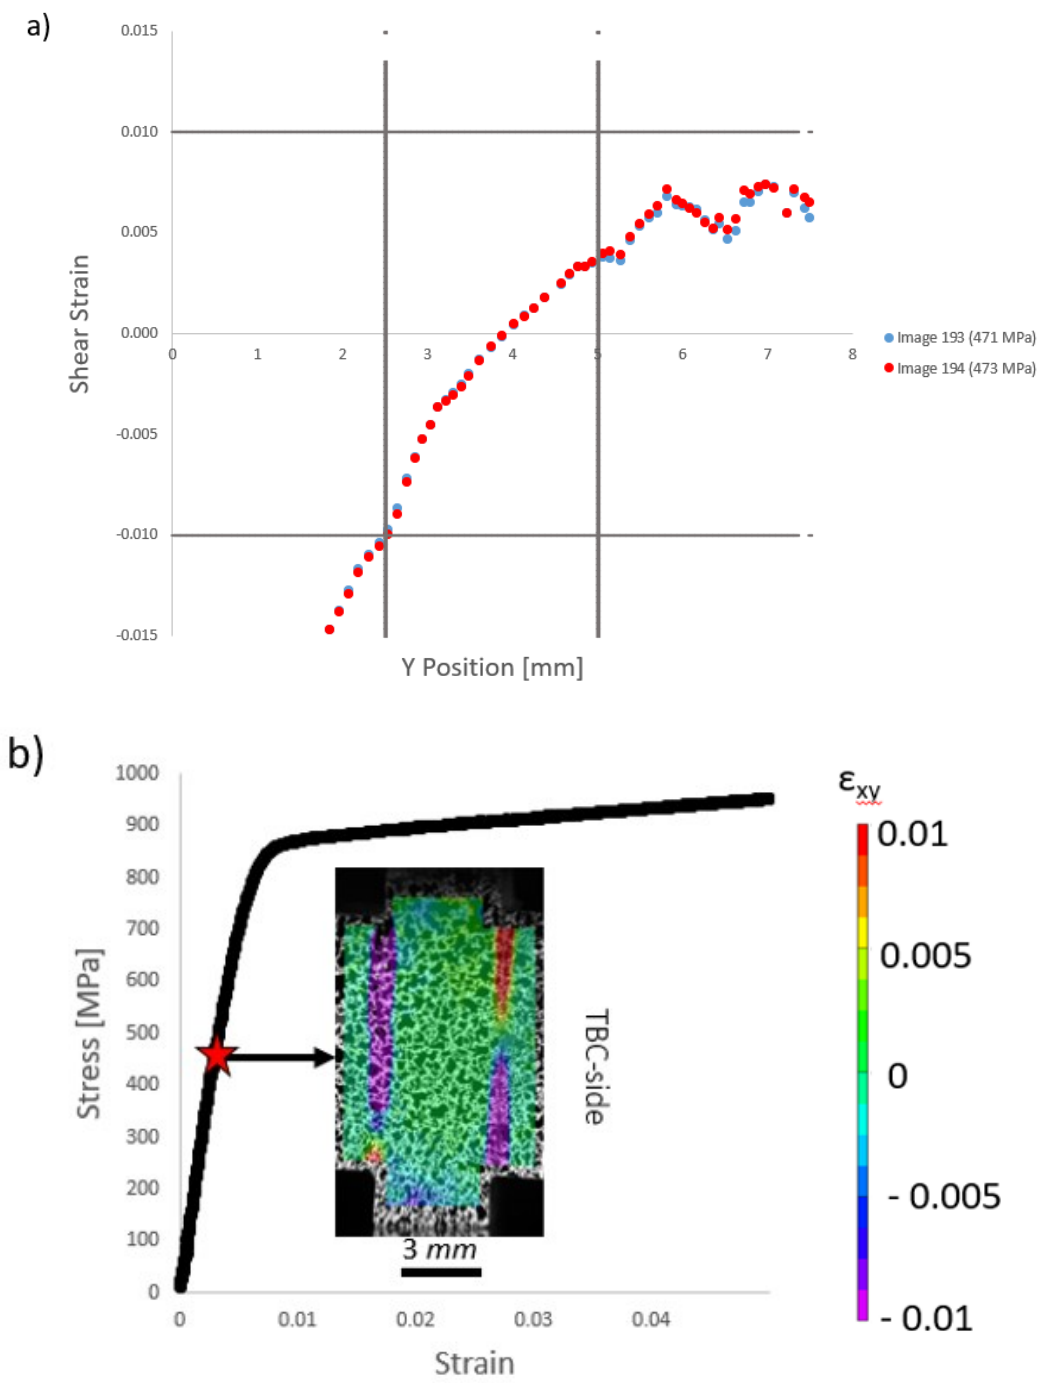 a)
0.015
0.010
0.005
0.000
-0.005
-0.010
-0.015
0 1 2 3 4 5 6 7 8
Shear Strain
Y Position [mm]
Image 193 (471 MPa)
Image 194 (473 MPa)
b)
1000
900
800
700
600
500
400
300
200
100
0
0 0.01 0.02 0.03 0.04
Stress [MPa]
Strain
3 mm
TBC-side
εxy
0.01
0.005
0
- 0.005
- 0.01